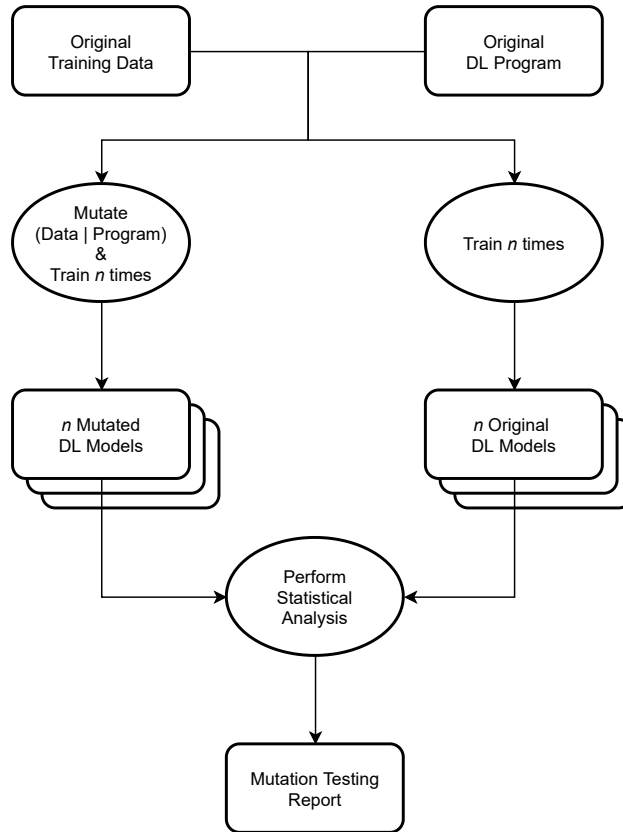 Original
Training Data
Original
DL Program
Mutate
(Data | Program)
&
Train n times
Train n times
n Mutated
DL Models
n Original
DL Models
Perform
Statistical
Analysis
Mutation Testing
Report